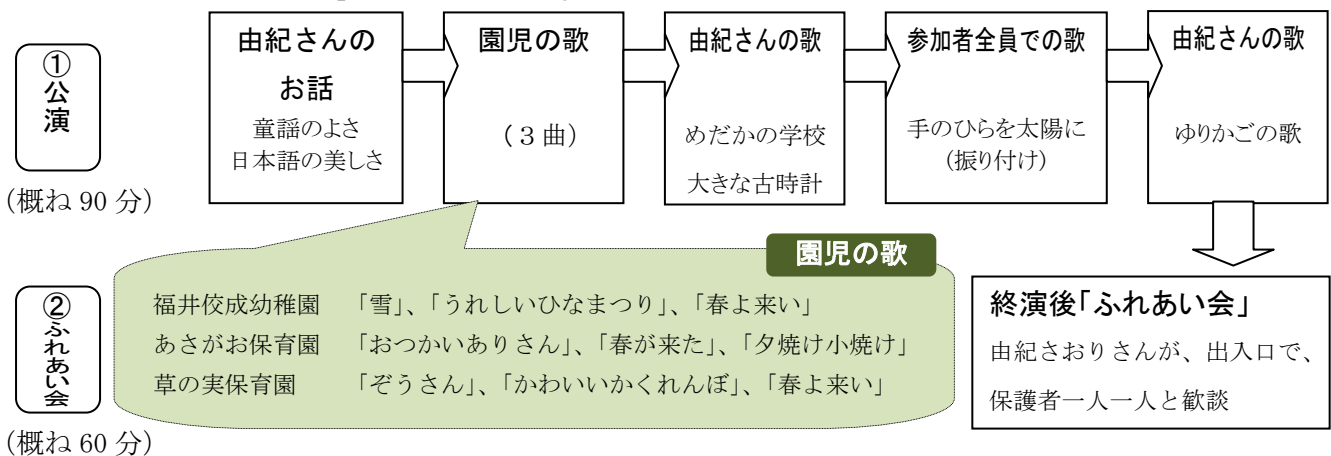 ①公演
(概ね 90 分)
由紀さんの
お話
童謡のよさ
日本語の美しさ
園児の歌
(3曲)
由紀さんの歌
めだかの学校
大きな古時計
参加者全員での歌
手のひらを太陽に
(振り付け)
由紀さんの歌
ゆりかごの歌
②ふれあい会
(概ね 60 分)
園児の歌
福井佼成幼稚園 「雪」、「うれしいひなまつり」、「春よ来い」
あさがお保育園 「おつかいありさん」、「春が来た」、「夕焼け小焼け」
草の実保育園 「ぞうさん」、「かわいいかくれんぼ」、「春よ来い」
終演後「ふれあい会」
由紀さおりさんが、出入口で、
保護者一人一人と歓談